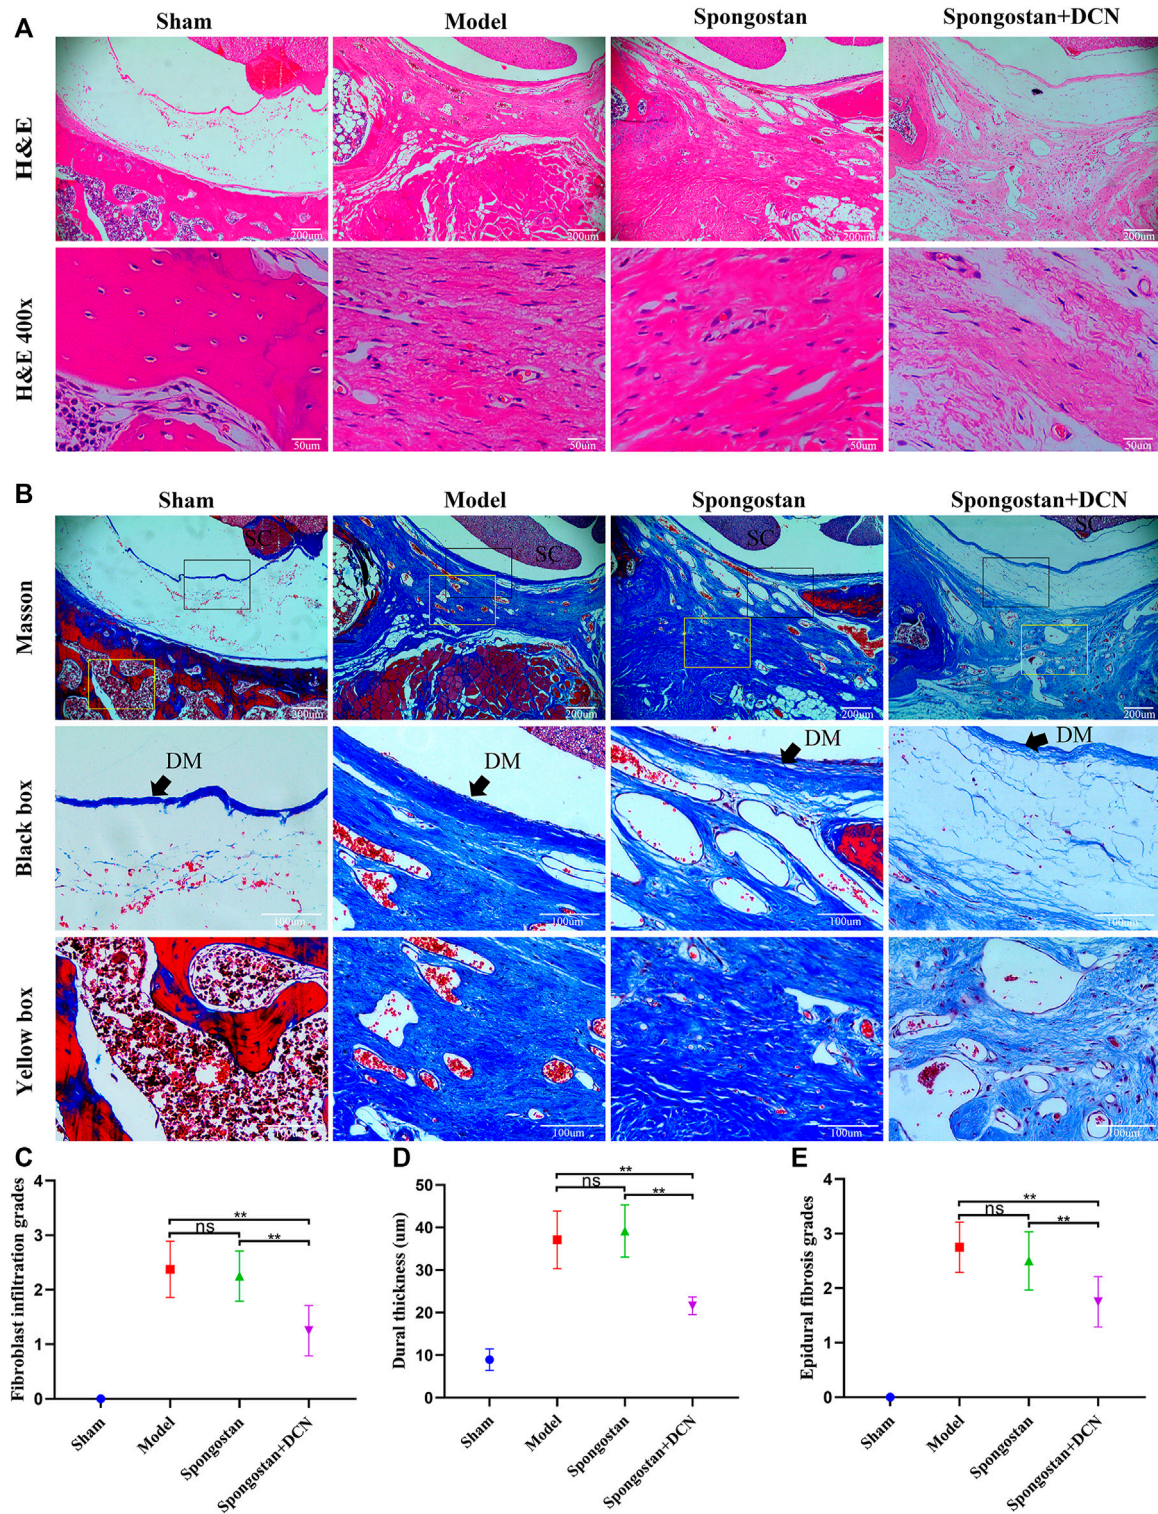 A
Sham
Model
Spongostan
Spongostan+DCN
H&E
200um
200um
200um
200um
H&E 400x
50um
50um
50um
50um
B
Sham
Model
Spongostan
Spongostan+DCN
Masson
SC
SC
SC
SC
200um
200um
200um
200um
Black box
DM
DM
DM
DM
100um
100um
100um
100um
Yellow box
100um
100um
100um
100um
C
Fibroblast infiltration grades
4
3
2
1
0
**
ns
**
Sham
Model
Spongostan
Spongostan+DCN
D
Dural thickness (um)
50
40
30
20
10
0
**
ns
**
Sham
Model
Spongostan
Spongostan+DCN
E
Epidural fibrosis grades
4
3
2
1
0
**
ns
**
Sham
Model
Spongostan
Spongostan+DCN